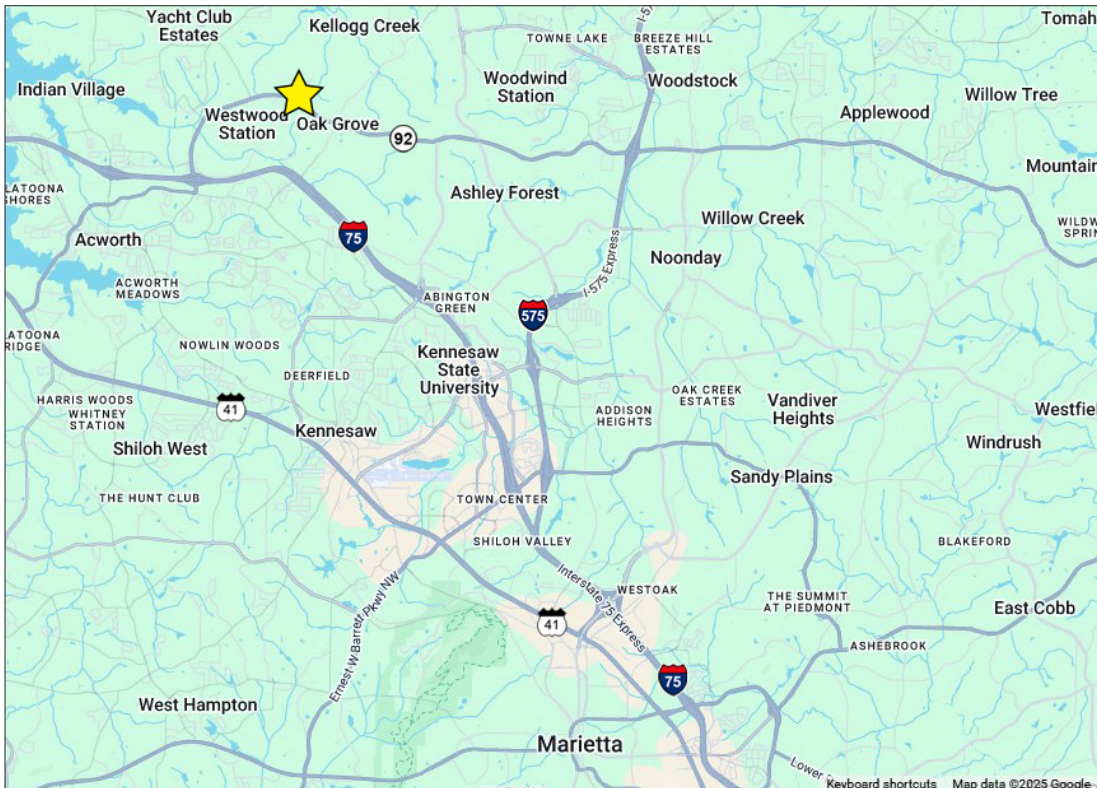 Yacht Club
Estates
Kellogg Creek
I-57
Tomah
TOWNE LAKE
BREEZE HILL
ESTATES
Indian Village
Woodwind
Station
Woodstock
Willow Tree
Applewood
Westwood
Station
Oak Grove
92
Mountain
LATOONA
SHORES
Ashley Forest
Willow Creek
WILDW
SPRIN
Acworth
75
Noonday
I-575 Express
ACWORTH
MEADOWS
ABINGTON
GREEN
575
LATOONA
RIDGE
NOWLIN WOODS
Kennesaw
State
University
DEERFIELD
HARRIS WOODS
WHITNEY
STATION
41
ADDISON
HEIGHTS
OAK CREEK
ESTATES
Vandiver
Heights
Westfiel
Shiloh West
Kennesaw
Windrush
THE HUNT CLUB
TOWN CENTER
Sandy Plains
SHILOH VALLEY
BLAKEFORD
Ernest W Barrett Pkwy NW
Interstate 75 Express
WESTOAK
THE SUMMIT
AT PIEDMONT
East Cobb
41
ASHEBROOK
75
West Hampton
Marietta
Lower
Keyboard shortcuts Map data ©2025 Google